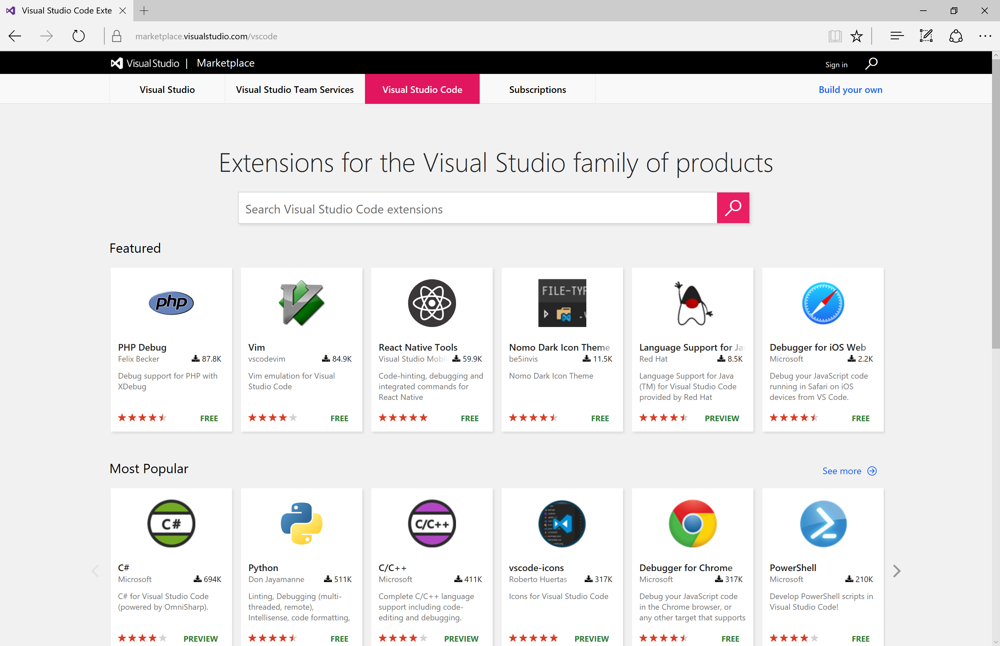 Visual Studio Code Exte
marketplace.visualstudio.com/vscode
Visual Studio | Marketplace
Sign in
Visual Studio
Visual Studio Team Services
Visual Studio Code
Subscriptions
Build your own
Extensions for the Visual Studio family of products
Search Visual Studio Code extensions
Featured
php
PHP Debug
Felix Becker 87.8K
Debug support for PHP with
XDebug
FREE
Vim
vscodevim 84.9K
Vim emulation for Visual
Studio Code
FREE
React Native Tools
Visual Studio Mobil 59.9K
Code-hinting, debugging and
integrated commands for
React Native
FREE
FILE-TYP
Nomo Dark Icon Theme
be5invis 11.5K
Nomo Dark Icon Theme
FREE
Language Support for Jav
Red Hat 8.5K
Language Support for Java
(TM) for Visual Studio Code
provided by Red Hat
PREVIEW
Debugger for iOS Web
Microsoft 2.2K
Debug your JavaScript code
running in Safari on iOS
devices from VS Code.
FREE
Most Popular
See more
C#
C#
Microsoft 694K
C# for Visual Studio Code
(powered by OmniSharp).
PREVIEW
Python
Don Jayamanne 511K
Linting, Debugging (multi-
threaded, remote),
Intellisense, code formatting,
FREE
C/C++
C/C++
Microsoft 411K
Complete C/C++ language
support including code-
editing and debugging.
PREVIEW
vscode-icons
Roberto Huertas 317K
Icons for Visual Studio Code
PREVIEW
Debugger for Chrome
Microsoft 317K
Debug your JavaScript code
in the Chrome browser, or
any other target that supports
FREE
PowerShell
Microsoft 210K
Develop PowerShell scripts in
Visual Studio Code!
FREE